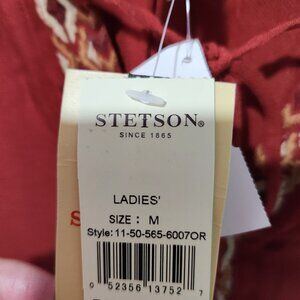 STETSON®
SINCE 1865
LADIES'
SIZE: M
Style: 11-50-565-6007OR
0 52356 13752 7